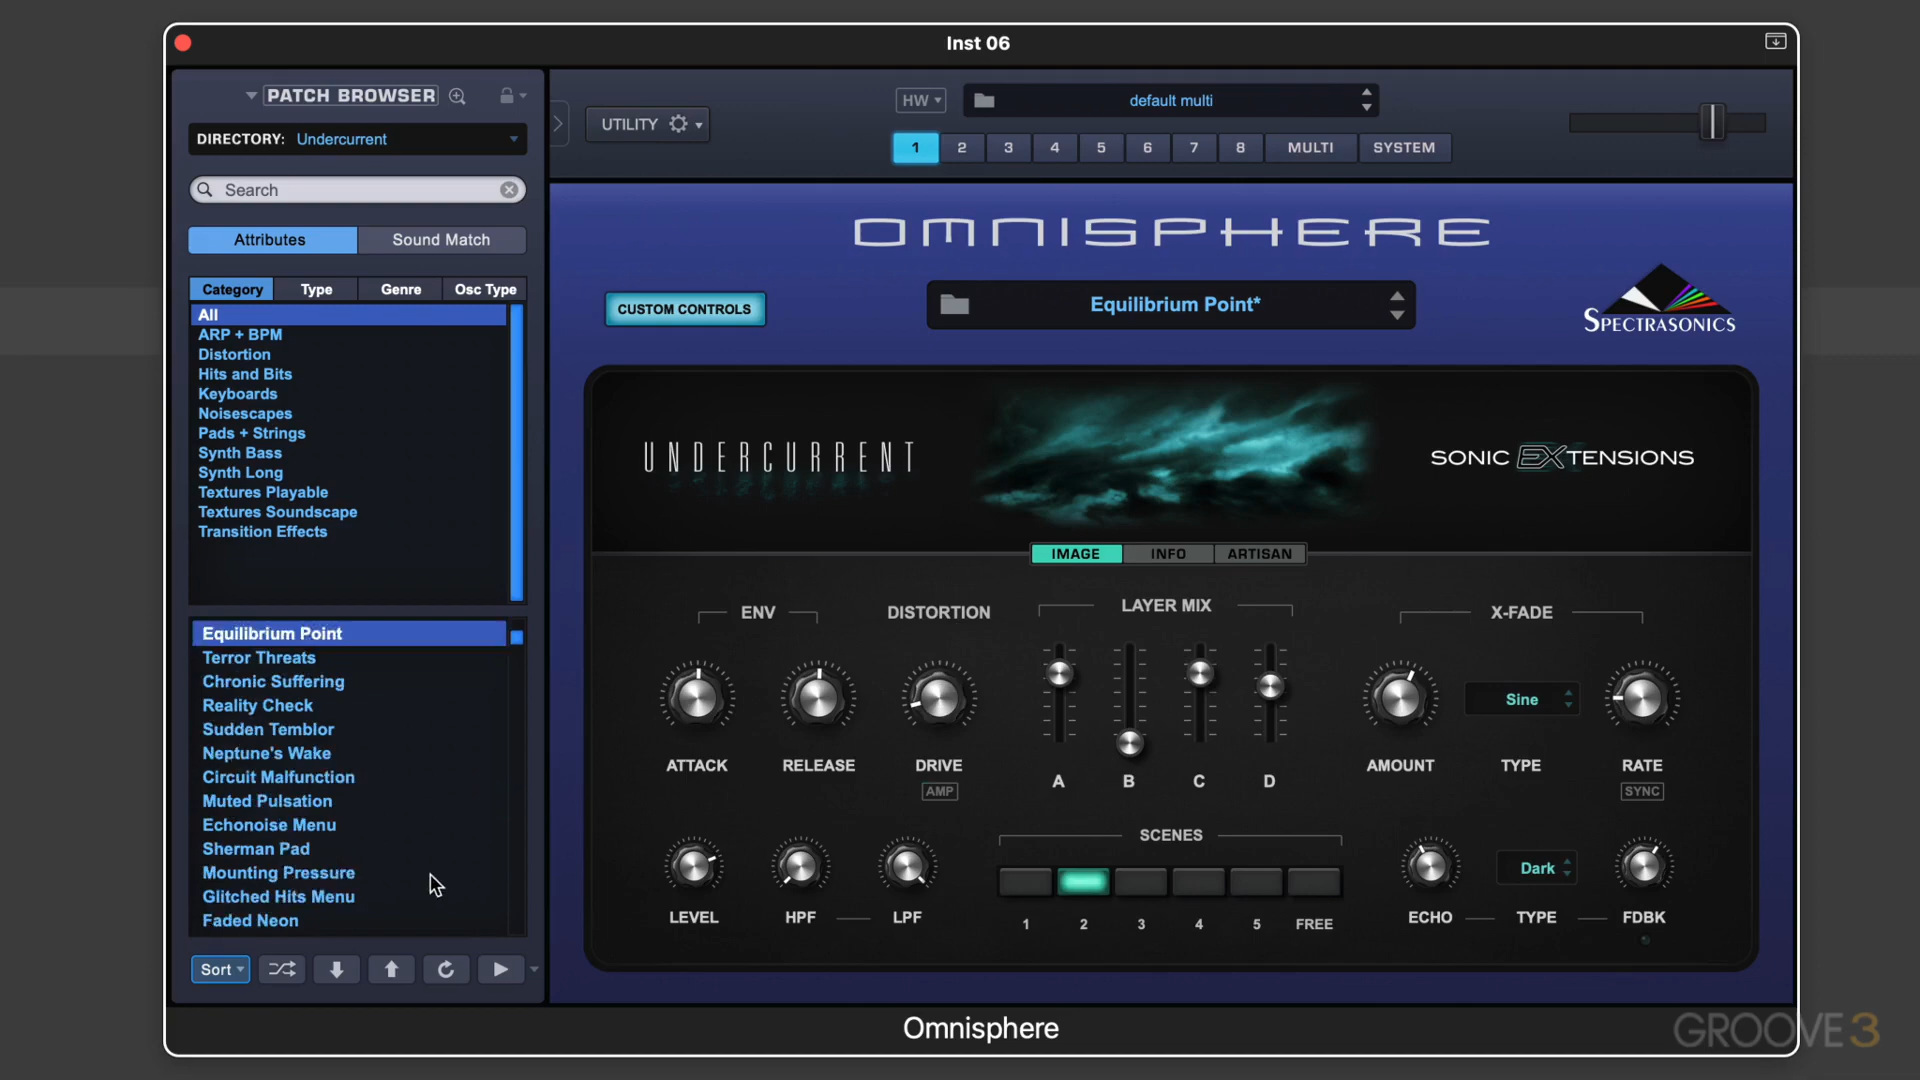 Inst 06
PATCH BROWSER
DIRECTORY: Undercurrent
Search
Attributes
Sound Match
Category
Type
Genre
Osc Type
All
ARP + BPM
Distortion
Hits and Bits
Keyboards
Noisescapes
Pads + Strings
Synth Bass
Synth Long
Textures Playable
Textures Soundscape
Transition Effects
Equilibrium Point
Terror Threats
Chronic Suffering
Reality Check
Sudden Temblor
Neptune's Wake
Circuit Malfunction
Muted Pulsation
Echonoise Menu
Sherman Pad
Mounting Pressure
Glitched Hits Menu
Faded Neon
Sort
UTILITY
HW
default multi
1 2 3 4 5 6 7 8 MULTI SYSTEM
OMNISPHERE
CUSTOM CONTROLS
Equilibrium Point*
SPECTRASONICS
UNDERCURRENT
SONIC EXTENSIONS
IMAGE INFO ARTISAN
ENV
DISTORTION
LAYER MIX
X-FADE
Sine
ATTACK
RELEASE
DRIVE
AMP
A B C D
AMOUNT
TYPE
RATE
SYNC
SCENES
Dark
LEVEL
HPF
LPF
1 2 3 4 5 FREE
ECHO
TYPE
FDBK
Omnisphere
GROOVE3